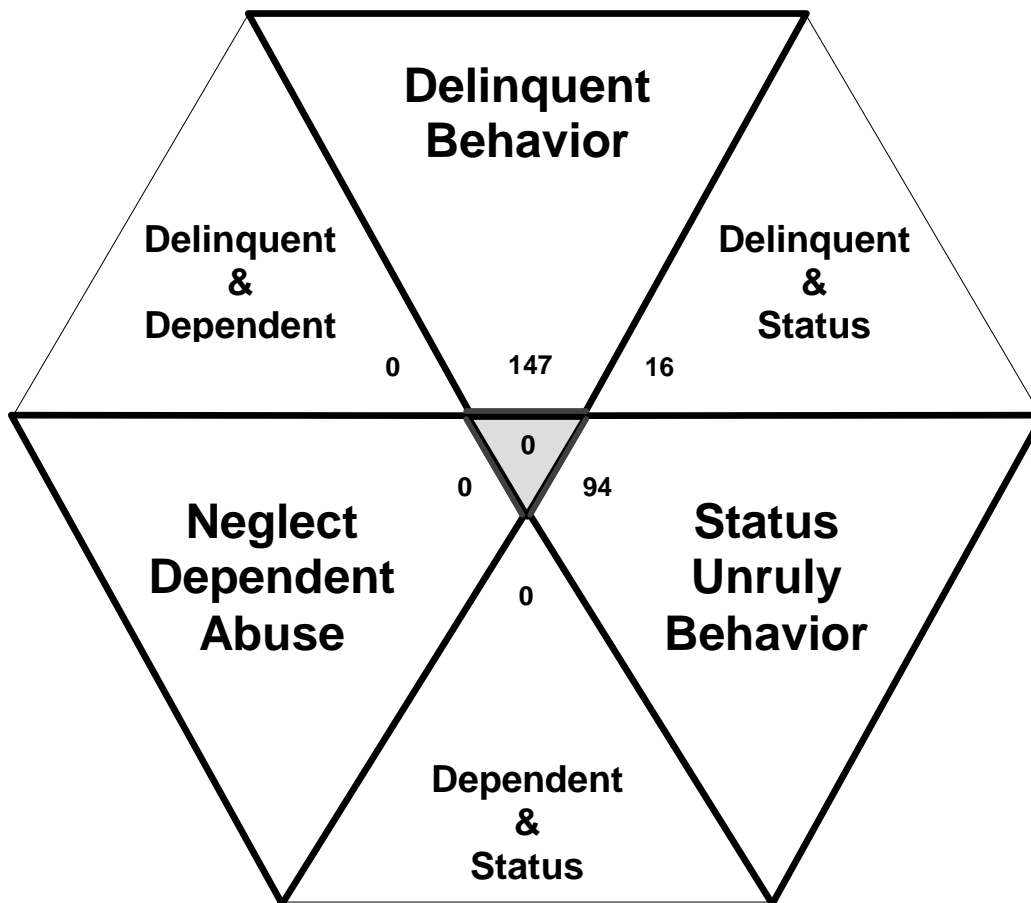 Delinquent
Behavior
Delinquent
&
Dependent
Delinquent
&
Status
0
147
16
0
0
94
Neglect
Dependent
Abuse
Status
Unruly
Behavior
0
Dependent
&
Status